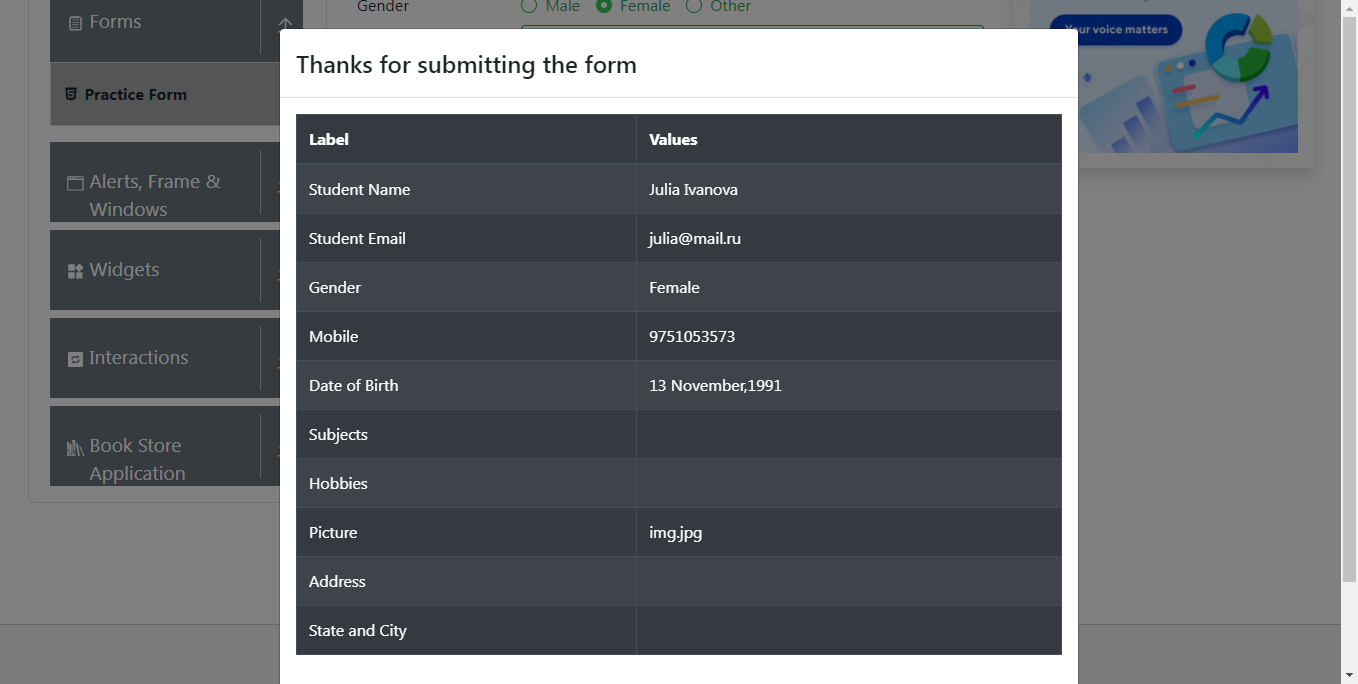 Gender Male Female Other
Forms
Your voice matters
Thanks for submitting the form
Practice Form
Label Values
Student Name Julia Ivanova
Student Email julia@mail.ru
Gender Female
Mobile 9751053573
Date of Birth 13 November,1991
Subjects
Hobbies
Picture img.jpg
Address
State and City
Alerts, Frame &
Windows
Widgets
Interactions
Book Store
Application